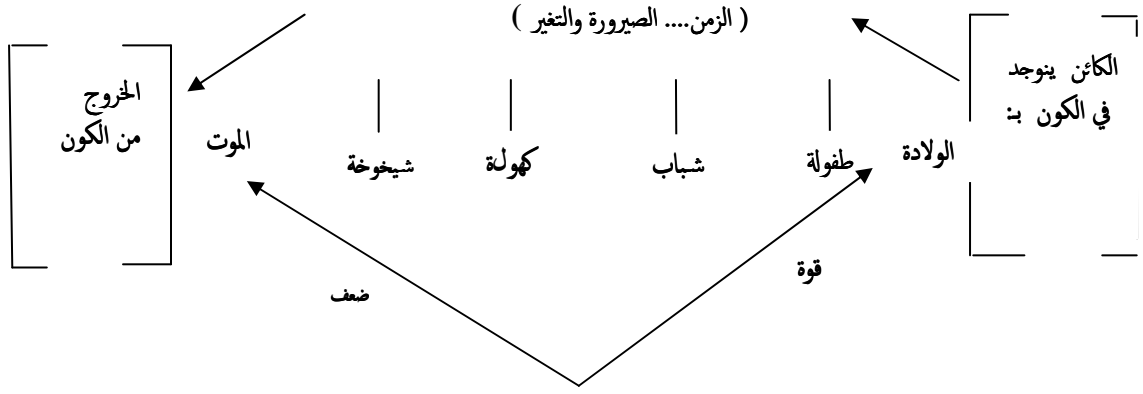 ( الزمن.... الصيرورة والتغير )
الكائن ينوجد
في الكون بـ:
الولادة
طفولة
شباب
كهولة
شيخوخة
الموت
الخروج
من الكون
قوة
ضعف